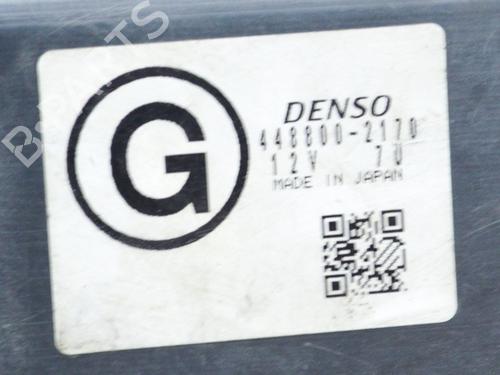 G
DENSO
448800-2170
12V 7U
MADE IN JAPAN
B-PARTS